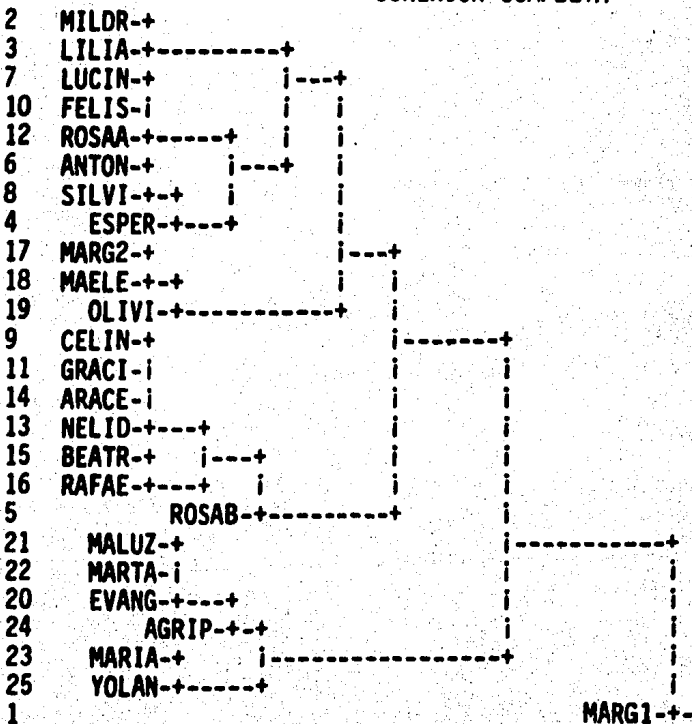 2 MILDR-+
3 LILIA-+---------+
7 LUCIN-+ i---+
10 FELIS-i i i
12 ROSAA-+-----+ i i
6 ANTON-+ i---+ i
8 SILVI-+-+ i i
4 ESPER-+---+ i
17 MARG2-+ i---+
18 MAELE-+-+ i i
19 OLIVI-+-----------+ i
9 CELIN-+ i-------+
11 GRACI-i i i
14 ARACE-i i i
13 NELID-+---+ i i
15 BEATR-+ i---+ i i
16 RAFAE-+---+ i i i
5 ROSAB-+---------+ i
21 MALUZ-+ i-----------+
22 MARTA-i i i
20 EVANG-+---+ i i
24 AGRIP-+-+ i i
23 MARIA-+ i-----------------+ i
25 YOLAN-+-----+ i
1 MARG1-+-